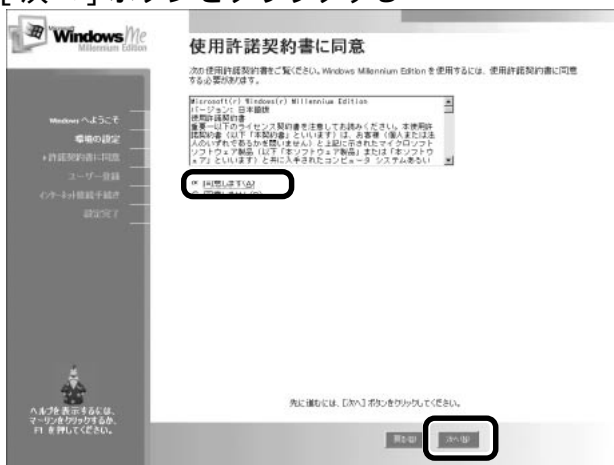 [次へ]ボタンをクリックする
Microsoft
Windows Me
Millennium Edition
使用許諾契約書に同意
次の使用許諾契約書をご覧ください。Windows Millennium Edition を使用するには、使用許諾契約書に同意
する必要があります。
Microsoft(r) Windows(r) Millennium Edition
バージョン: 日本語版
使用許諾契約書
重要－以下のライセンス契約書を注意してお読みください。本使用許
諾契約書（以下「本契約書」といいます）は、お客様（個人または法
人のいずれであるかを問いません）と上記に示されたマイクロソフト
ソフトウェア製品（以下「本ソフトウェア製品」または「本ソフトウ
ェア」といいます）と共に入手されたコンピュータ システムあるい
Windows へようこそ
環境の設定
許諾契約書に同意
ユーザー登録
インターネット接続手続き
設定完了
同意します(A)
同意しません(D)
ヘルプを表示するには、
マーリンをクリックするか、
F1 を押してください。
先に進むには、[次へ] ボタンをクリックしてください。
戻る(B)
次へ(N)